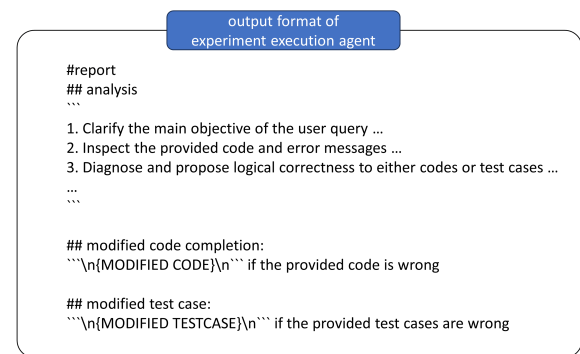 output format of
experiment execution agent
#report
## analysis
```
1. Clarify the main objective of the user query ...
2. Inspect the provided code and error messages ...
3. Diagnose and propose logical correctness to either codes or test cases ...
...
```
## modified code completion:
```\n{MODIFIED CODE}\n``` if the provided code is wrong
## modified test case:
```\n{MODIFIED TESTCASE}\n``` if the provided test cases are wrong